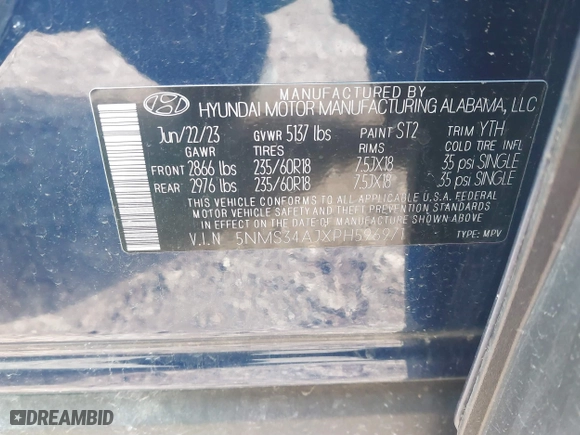 MANUFACTURED BY
HYUNDAI MOTOR MANUFACTURING ALABAMA, LLC
Jun/22/23 GVWR 5137 lbs PAINT ST2 TRIM YTH
GAWR TIRES RIMS COLD TIRE INFL
FRONT 2866 lbs 235/60R18 7.5JX18 35 psi SINGLE
REAR 2976 lbs 235/60R18 7.5JX18 35 psi SINGLE
THIS VEHICLE CONFORMS TO ALL APPLICABLE U.S.A. FEDERAL
MOTOR VEHICLE SAFETY AND THEFT PREVENTION STANDARDS
IN EFFECT ON THE DATE OF MANUFACTURE SHOWN ABOVE.
V.I.N TYPE: MPV
DREAMBID